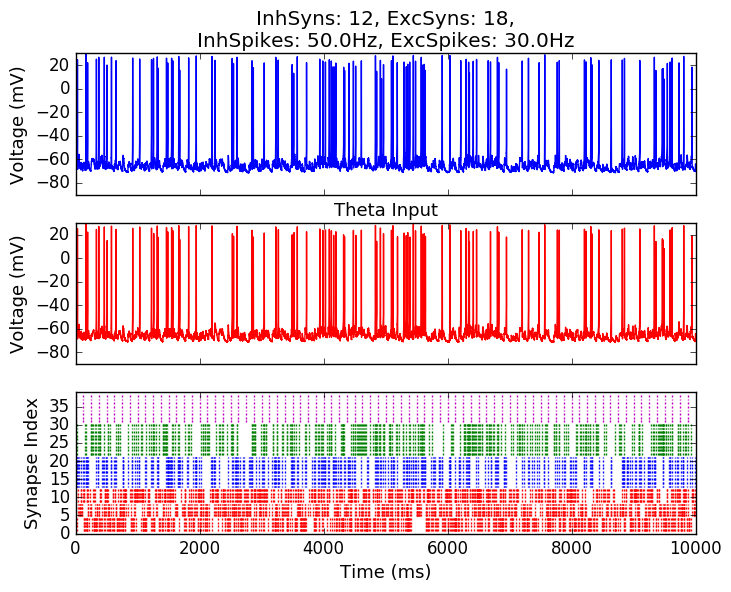 InhSyns: 12, ExcSyns: 18,
InhSpikes: 50.0Hz, ExcSpikes: 30.0Hz
Voltage (mV)
20
0
−20
−40
−60
−80
Theta Input
Voltage (mV)
20
0
−20
−40
−60
−80
Synapse Index
35
30
25
20
15
10
5
0
0 2000 4000 6000 8000 10000
Time (ms)